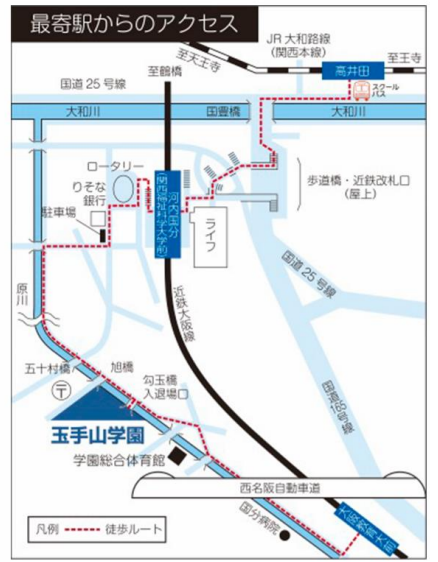 最寄駅からのアクセス
JR 大和路線
(関西本線)
至天王寺
至王寺
高井田
スクール
バス
至鶴橋
国道 25 号線
大和川
国豊橋
大和川
ロータリー
りそな
銀行
駐車場
河内国分
(関西福祉科学大学前)
ライフ
歩道橋・近鉄改札口
(屋上)
国道 25 号線
原川
近鉄大阪線
五十村橋
旭橋
勾玉橋
入退場口
〒
玉手山学園
国道165号線
学園総合体育館
西名阪自動車道
国分病院
大阪教育大前
凡例
徒歩ルート